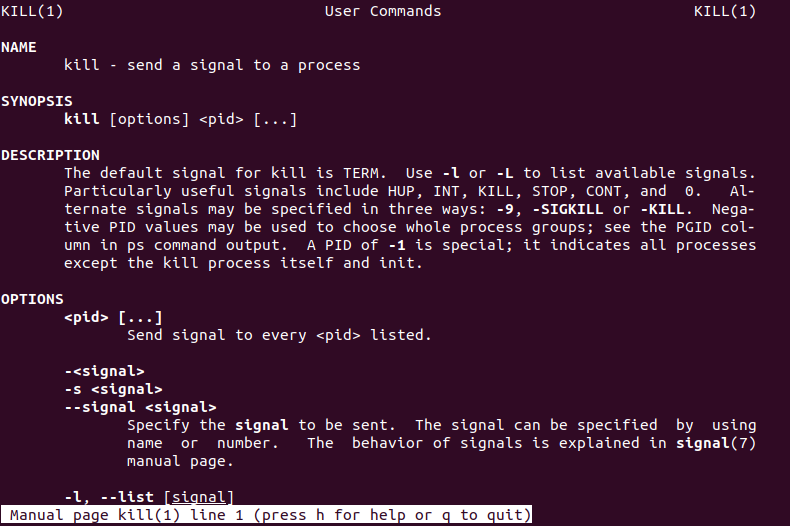 KILL(1)                          User Commands                         KILL(1)
NAME
kill - send a signal to a process
SYNOPSIS
kill [options] <pid> [...]
DESCRIPTION
The default signal for kill is TERM.  Use -l or -L to list available signals.
Particularly useful signals include HUP, INT, KILL, STOP, CONT, and  0.   Al-
ternate signals may be specified in three ways: -9, -SIGKILL or -KILL.  Nega-
tive PID values may be used to choose whole process groups; see the PGID col-
umn in ps command output.  A PID of -1 is special; it indicates all processes
except the kill process itself and init.
OPTIONS
<pid> [...]
Send signal to every <pid> listed.
-<signal>
-s <signal>
--signal <signal>
Specify the signal to be sent.  The signal can be specified  by  using
name  or  number.   The  behavior of signals is explained in signal(7)
manual page.
-l, --list [signal]
Manual page kill(1) line 1 (press h for help or q to quit)